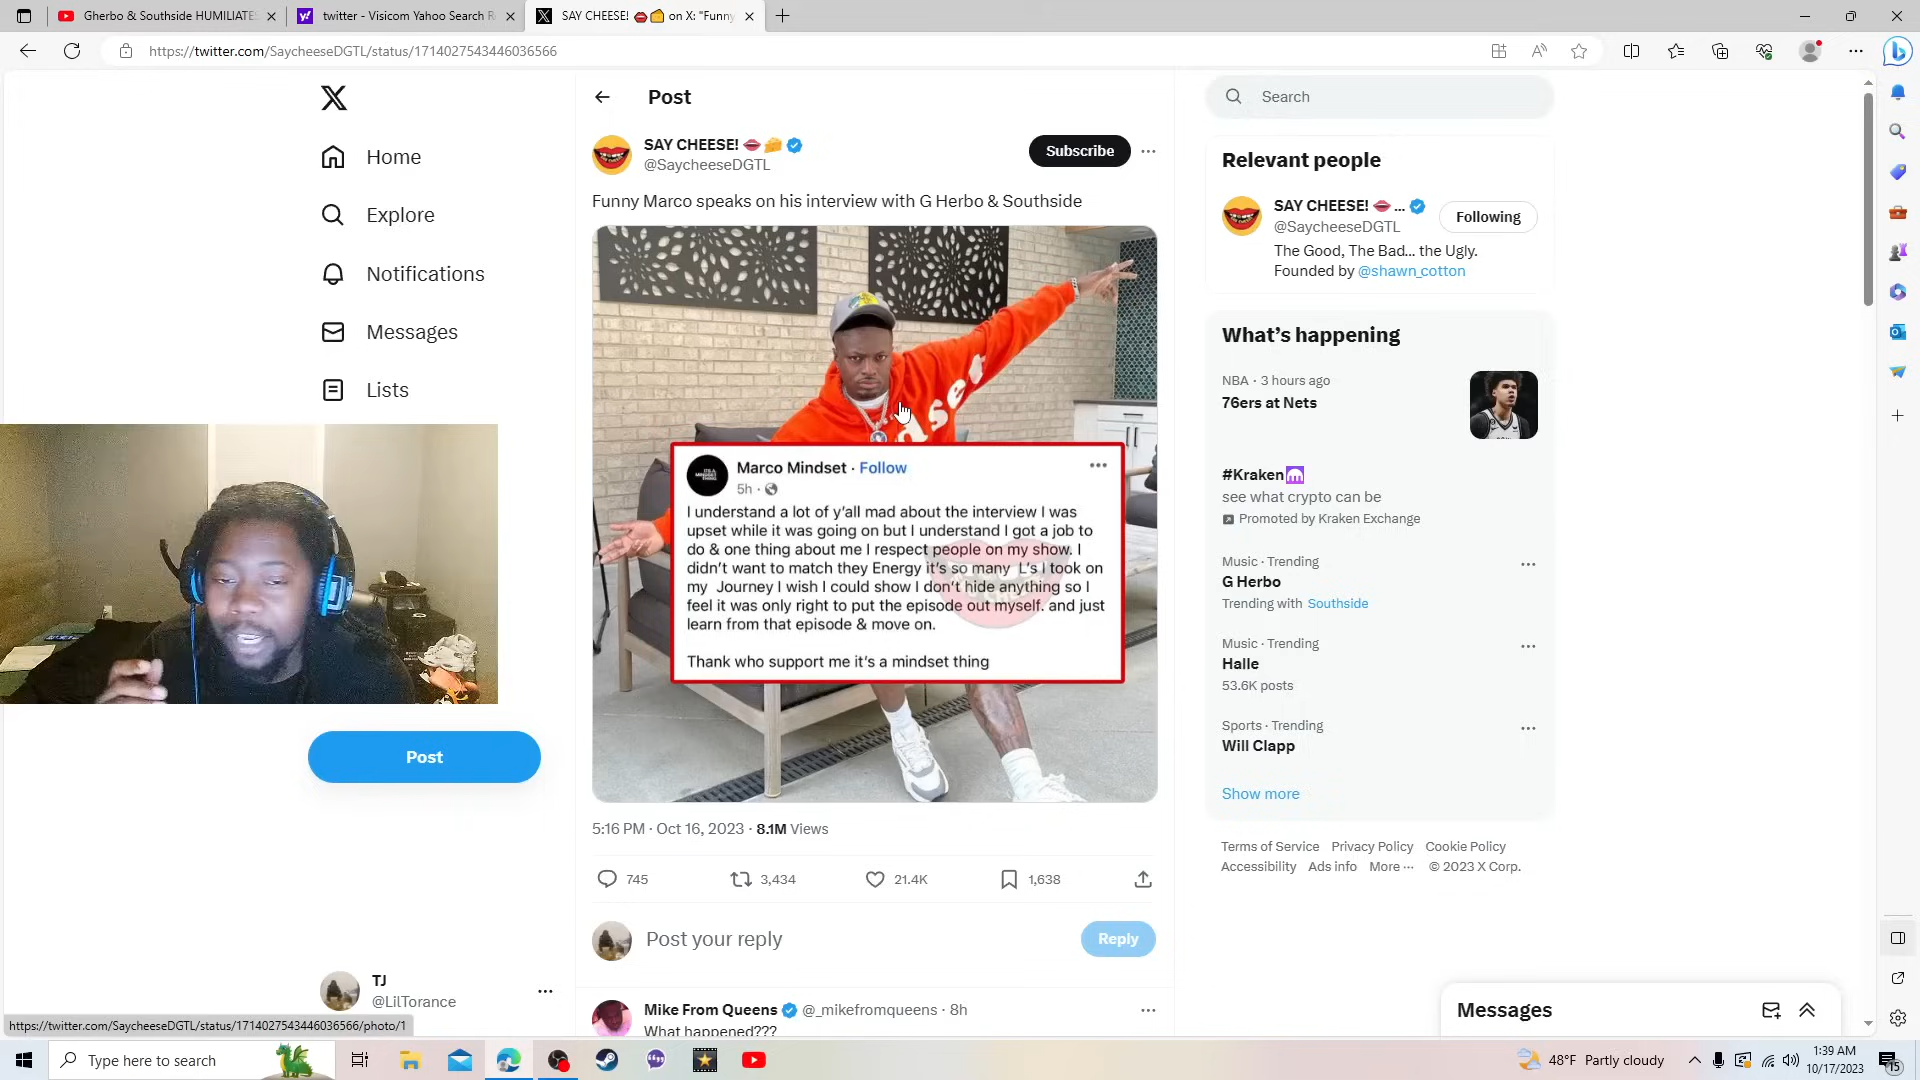 Gherbo & Southside HUMILIATES
twitter - Visicom Yahoo Search R
SAY CHEESE! 👄🧀 on X: "Funny
https://twitter.com/SaycheeseDGTL/status/1714027543446036566
Home
Explore
Notifications
Messages
Lists
Post
TJ
@LilTorance
https://twitter.com/SaycheeseDGTL/status/1714027543446036566/photo/1
Post
SAY CHEESE! 👄🧀
@SaycheeseDGTL
Subscribe
Funny Marco speaks on his interview with G Herbo & Southside
Marco Mindset · Follow
5h ·
I understand a lot of y'all mad about the interview I was
upset while it was going on but I understand I got a job to
do & one thing about me I respect people on my show. I
didn't want to match they Energy it's so many L's I took on
my Journey I wish I could show I don't hide anything so I
feel it was only right to put the episode out myself. and just
learn from that episode & move on.
Thank who support me it's a mindset thing
5:16 PM · Oct 16, 2023 · 8.1M Views
745
3,434
21.4K
1,638
Post your reply
Reply
Mike From Queens @_mikefromqueens · 8h
What happened???
Search
Relevant people
SAY CHEESE! 👄 ...
@SaycheeseDGTL
Following
The Good, The Bad... the Ugly.
Founded by @shawn_cotton
What's happening
NBA · 3 hours ago
76ers at Nets
#Kraken
see what crypto can be
Promoted by Kraken Exchange
Music · Trending
G Herbo
Trending with Southside
Music · Trending
Halle
53.6K posts
Sports · Trending
Will Clapp
Show more
Terms of Service Privacy Policy Cookie Policy
Accessibility Ads info More ··· © 2023 X Corp.
Messages
Type here to search
48°F Partly cloudy
1:39 AM
10/17/2023
15